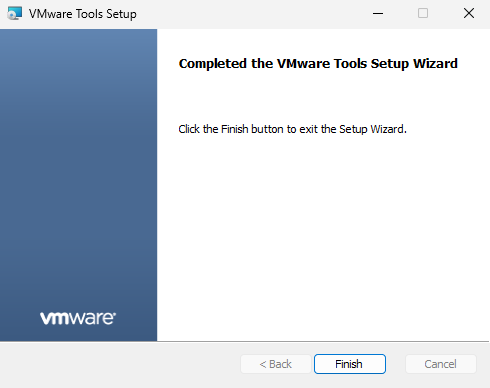 VMware Tools Setup
Completed the VMware Tools Setup Wizard
Click the Finish button to exit the Setup Wizard.
vmware®
< Back
Finish
Cancel